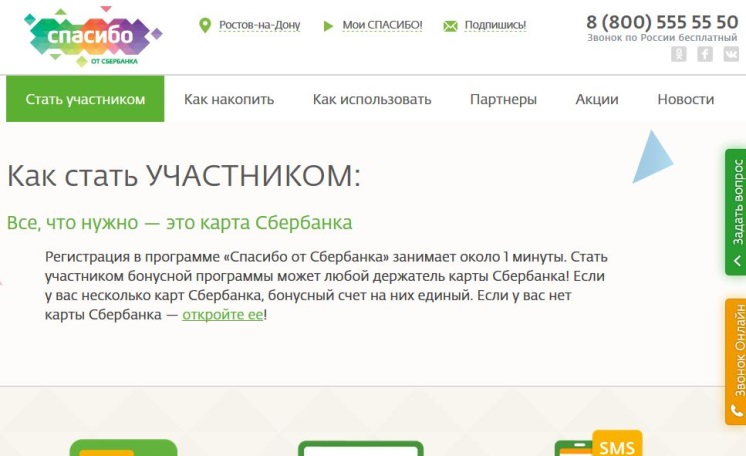 спасибо
ОТ СБЕРБАНКА
Ростов-на-Дону
Мои СПАСИБО!
Подпишись!
8 (800) 555 55 50
Звонок по России бесплатный
Стать участником
Как накопить
Как использовать
Партнеры
Акции
Новости
Как стать УЧАСТНИКОМ:
Все, что нужно — это карта Сбербанка
Регистрация в программе «Спасибо от Сбербанка» занимает около 1 минуты. Стать
участником бонусной программы может любой держатель карты Сбербанка! Если
у вас несколько карт Сбербанка, бонусный счет на них единый. Если у вас нет
карты Сбербанка — откройте ее!
Задать вопрос
Звонок Онлайн
SMS